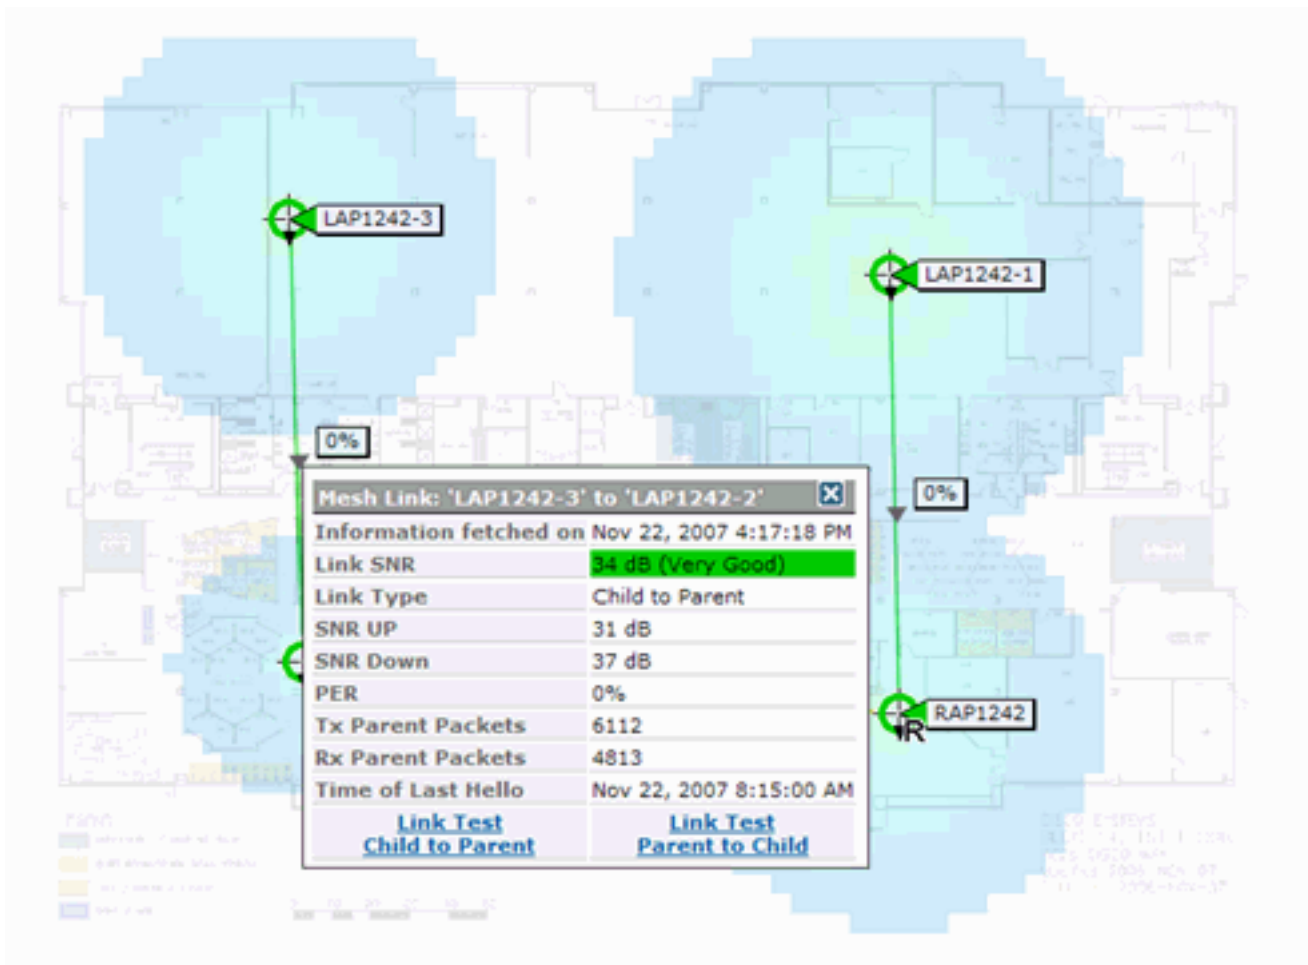 LAP1242-3
LAP1242-1
0%
0%
Mesh Link: 'LAP1242-3' to 'LAP1242-2'
Information fetched on Nov 22, 2007 4:17:18 PM
Link SNR 34 dB (Very Good)
Link Type Child to Parent
SNR UP 31 dB
SNR Down 37 dB
PER 0%
Tx Parent Packets 6112
Rx Parent Packets 4813
Time of Last Hello Nov 22, 2007 8:15:00 AM
Link Test Link Test
Child to Parent Parent to Child
RAP1242
R